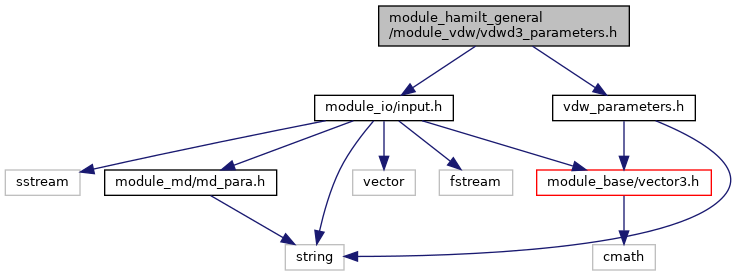 module_hamilt_general
/module_vdw/vdwd3_parameters.h
module_io/input.h
vdw_parameters.h
sstream
module_md/md_para.h
vector
fstream
module_base/vector3.h
string
cmath